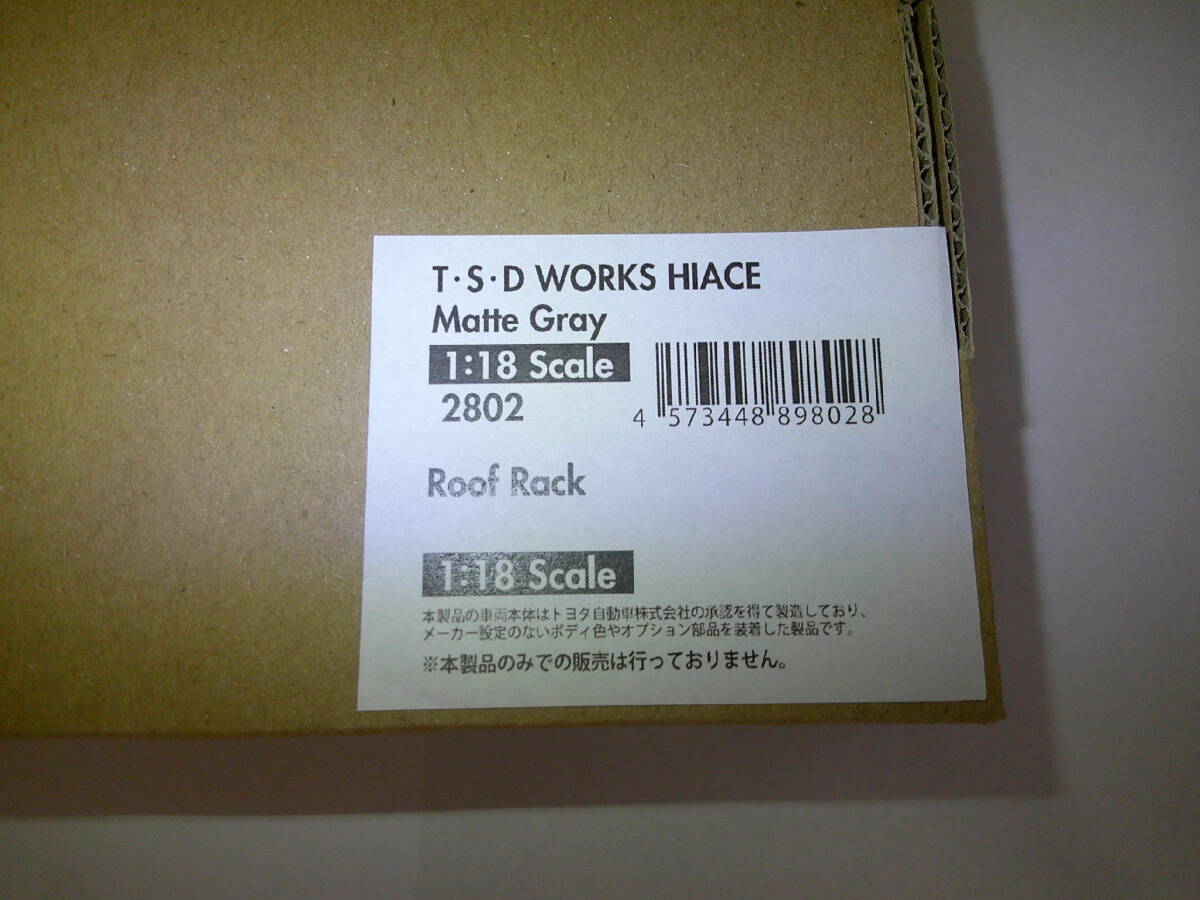 T・S・D WORKS HIACE
Matte Gray
1:18 Scale
2802
4 573448 898028
Roof Rack
1:18 Scale
本製品の車両本体はトヨタ自動車株式会社の承認を得て製造しており、
メーカー設定のないボディ色やオプション部品を装着した製品です。
※本製品のみでの販売は行っておりません。